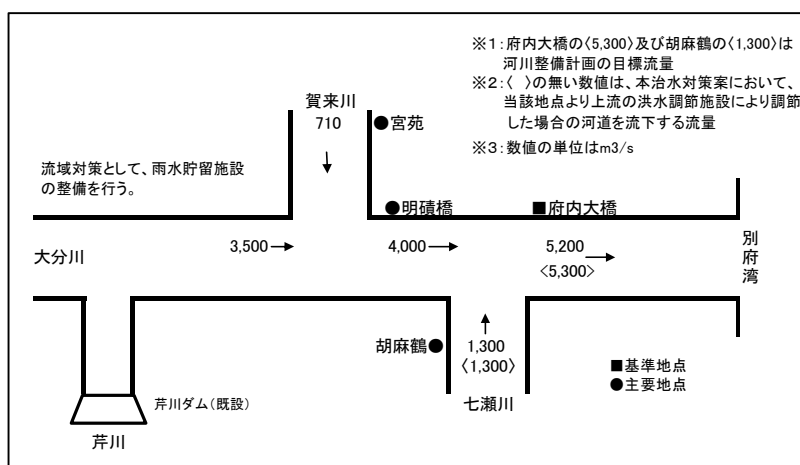 ※1:府内大橋の〈5,300〉及び胡麻鶴の〈1,300〉は
河川整備計画の目標流量
※2:〈 〉の無い数値は、本治水対策案において、
当該地点より上流の洪水調節施設により調節
した場合の河道を流下する流量
※3:数値の単位はm3/s
賀来川
710
●宮苑
流域対策として、雨水貯留施設
の整備を行う。
●明磧橋
■府内大橋
大分川
3,500
4,000
5,200
<5,300>
別府湾
胡麻鶴●
1,300
〈1,300〉
七瀬川
■基準地点
●主要地点
芹川ダム(既設)
芹川